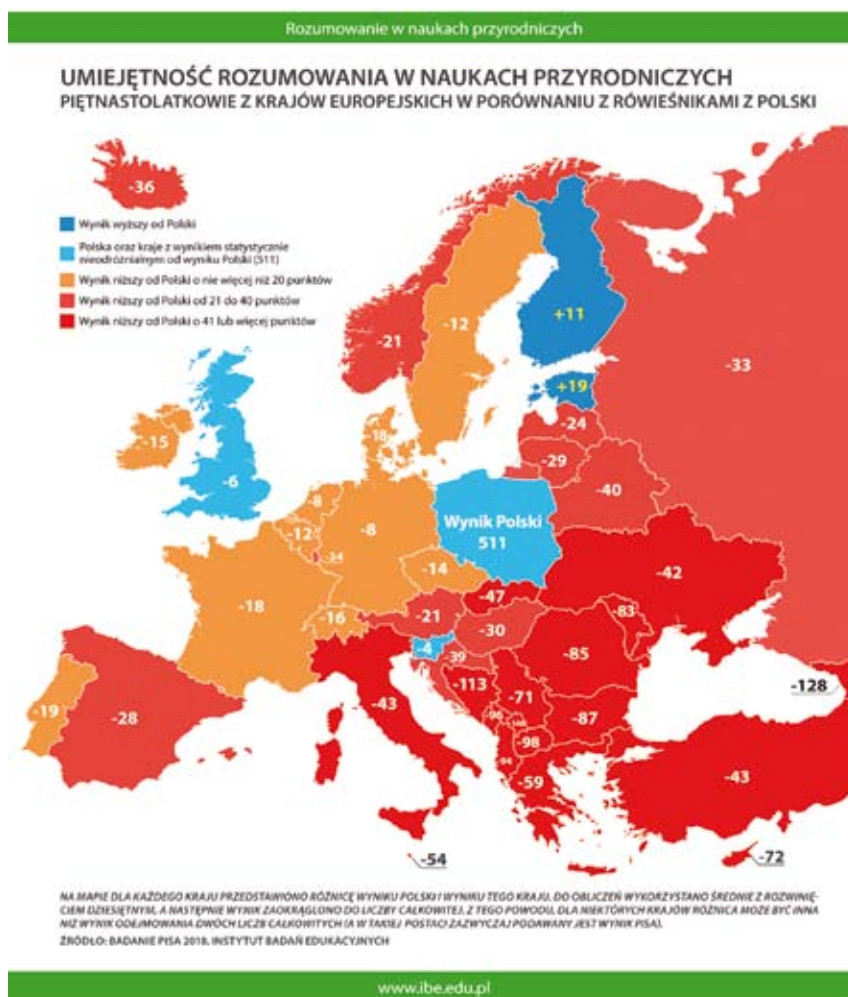 Rozumowanie w naukach przyrodniczych
UMIEJĘTNOŚĆ ROZUMOWANIA W NAUKACH PRZYRODNICZYCH
PIĘTNASTOLATKOWIE Z KRAJÓW EUROPEJSKICH W PORÓWNANIU Z RÓWIEŚNIKAMI Z POLSKI
-36
Wynik wyższy od Polski
Polska oraz kraje z wynikiem statystycznie
nieodróżnialnym od wyniku Polski (511)
Wynik niższy od Polski o nie więcej niż 20 punktów
Wynik niższy od Polski od 21 do 40 punktów
Wynik niższy od Polski o 41 lub więcej punktów
+11
-12
-21
-33
+19
-24
-15
18
-29
-6
-40
-8
-8
Wynik Polski
511
-12
-34
-14
-42
-47
-18
-16
-21
-83
-30
-4
-39
-85
-128
-113
-71
-43
-19
-28
-96
-87
-98
-94
-59
-43
-54
-72
NA MAPIE DLA KAŻDEGO KRAJU PRZEDSTAWIONO RÓŻNICĘ WYNIKU POLSKI I WYNIKU TEGO KRAJU. DO OBLICZEŃ WYKORZYSTANO ŚREDNIE Z ROZWINIĘ-
CIEM DZIESIĘTNYM, A NASTĘPNIE WYNIK ZAOKRĄGLONO DO LICZBY CAŁKOWITEJ. Z TEGO POWODU, DLA NIEKTÓRYCH KRAJÓW RÓŻNICA MOŻE BYĆ INNA
NIŻ WYNIK ODEJMOWANIA DWÓCH LICZB CAŁKOWITYCH (A W TAKIEJ POSTACI ZAZWYCZAJ PODAWANY JEST WYNIK PISA).
ŹRÓDŁO: BADANIE PISA 2018, INSTYTUT BADAŃ EDUKACYJNYCH
www.ibe.edu.pl